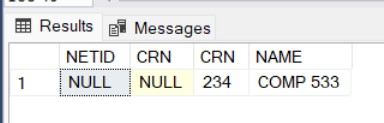 Results Messages
NETID CRN CRN NAME
1 NULL NULL 234 COMP 533